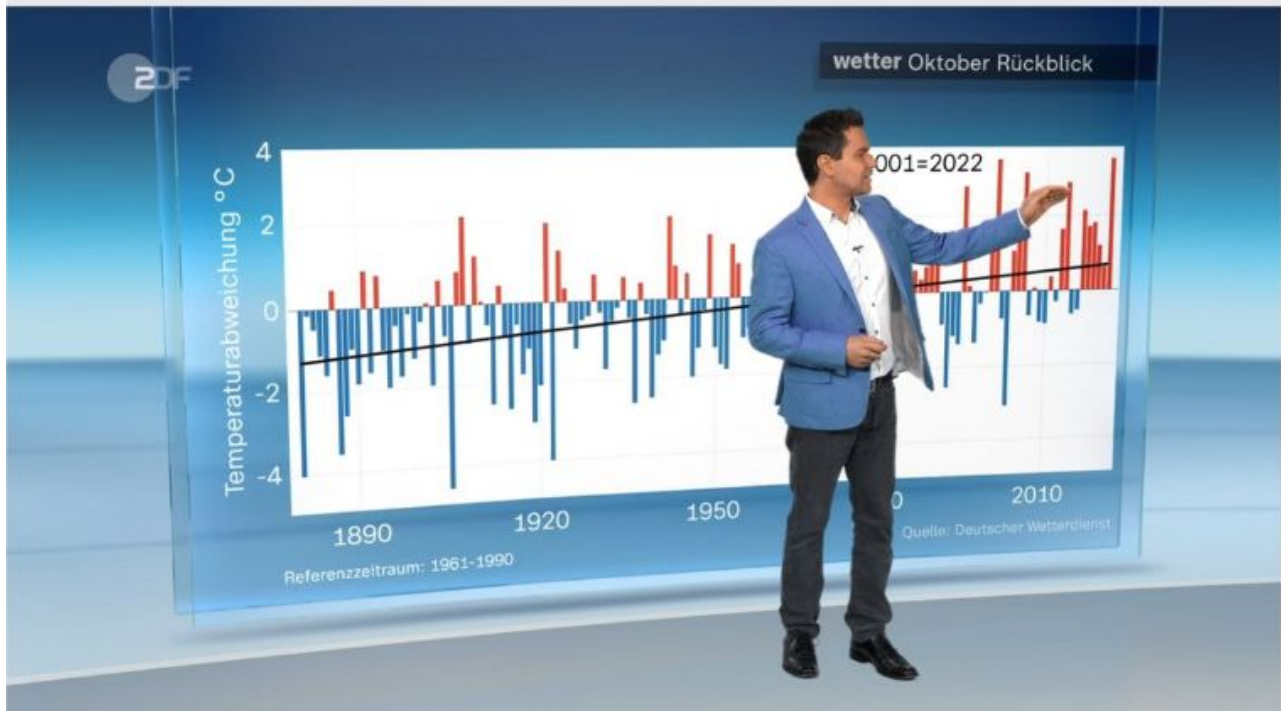 ZDF
wetter Oktober Rückblick
001=2022
Temperaturabweichung °C
4
2
0
-2
-4
1890
1920
1950
0
2010
Referenzzeitraum: 1961-1990
Quelle: Deutscher Wetterdienst